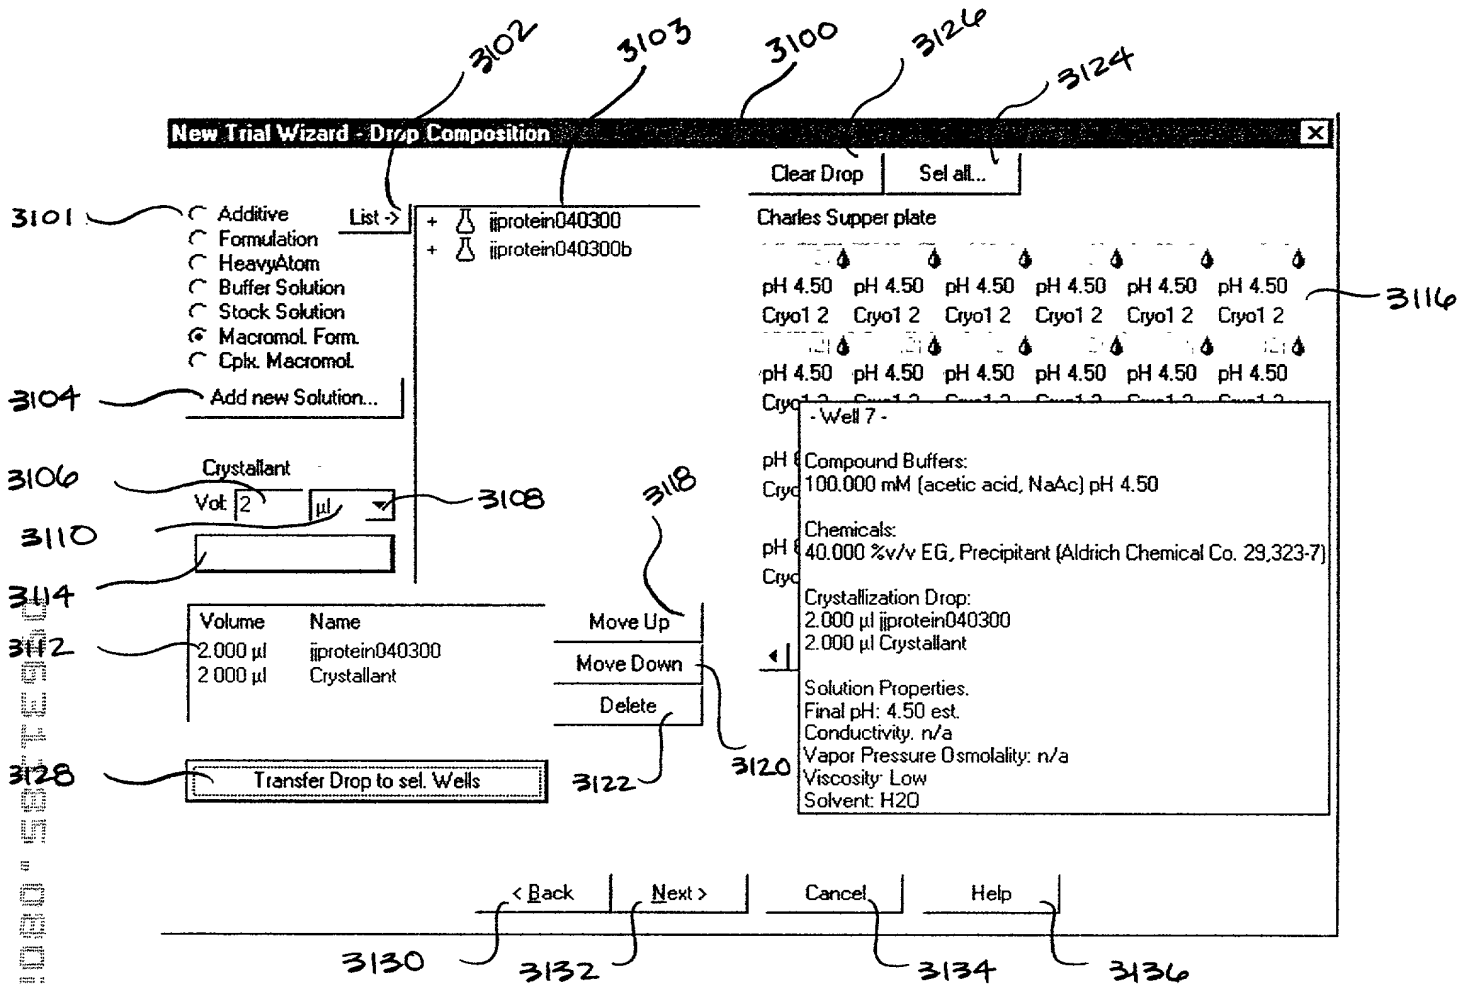 3102
3103
3100
3126
3124
New Trial Wizard - Drop Composition
Clear Drop Sel all...
3101
Additive List ->
Formulation
HeavyAtom
Buffer Solution
Stock Solution
Macromol. Form.
Cplx. Macromol.
+ jjprotein040300
+ jjprotein040300b
Charles Supper plate
pH 4.50 pH 4.50 pH 4.50 pH 4.50 pH 4.50 pH 4.50
Cryo1 2 Cryo1 2 Cryo1 2 Cryo1 2 Cryo1 2 Cryo1 2
3116
pH 4.50 pH 4.50 pH 4.50 pH 4.50 pH 4.50 pH 4.50
3104
Add new Solution...
Crystallant
3106
Vol: 2 µl
3108
3110
3114
3118
pH
Cryo
pH
Cryo
- Well 7 -
Compound Buffers:
100.000 mM (acetic acid, NaAc) pH 4.50
Chemicals:
40.000 %v/v EG, Precipitant (Aldrich Chemical Co. 29,323-7)
Crystallization Drop:
2.000 µl jjprotein040300
2.000 µl Crystallant
Solution Properties.
Final pH: 4.50 est.
Conductivity. n/a
Vapor Pressure Osmolality: n/a
Viscosity Low
Solvent: H2O
3112
Volume Name
2.000 µl jjprotein040300
2 000 µl Crystallant
Move Up
Move Down
Delete
3120
3122
3128
Transfer Drop to sel. Wells
< Back Next > Cancel Help
3130
3132
3134
3136